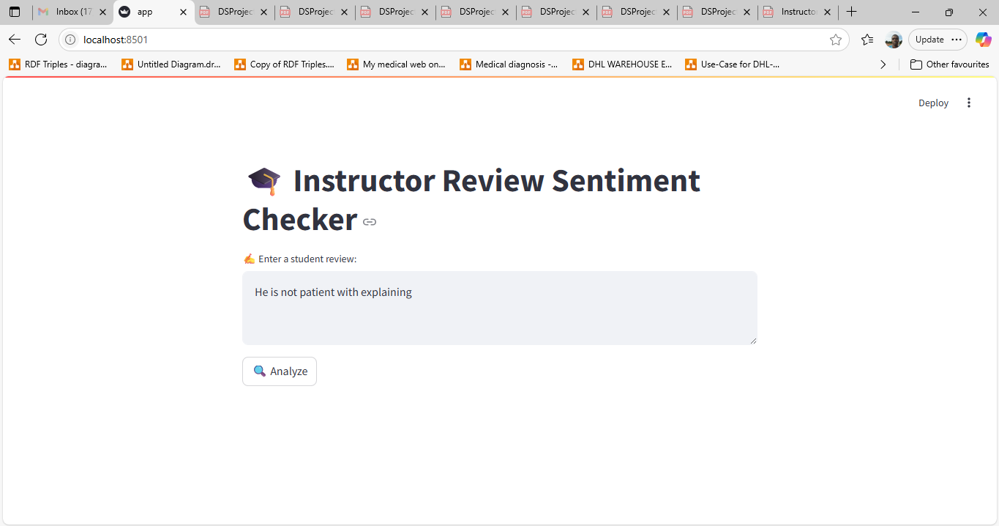 Inbox (17
app
DSProjec
DSProjec
DSProjec
DSProjec
DSProjec
DSProjec
DSProjec
Instructo
localhost:8501
Update
RDF Triples - diagra...
Untitled Diagram.dr...
Copy of RDF Triples....
My medical web on...
Medical diagnosis -...
DHL WAREHOUSE E...
Use-Case for DHL-...
Other favourites
Deploy
Instructor Review Sentiment
Checker
Enter a student review:
He is not patient with explaining
Analyze